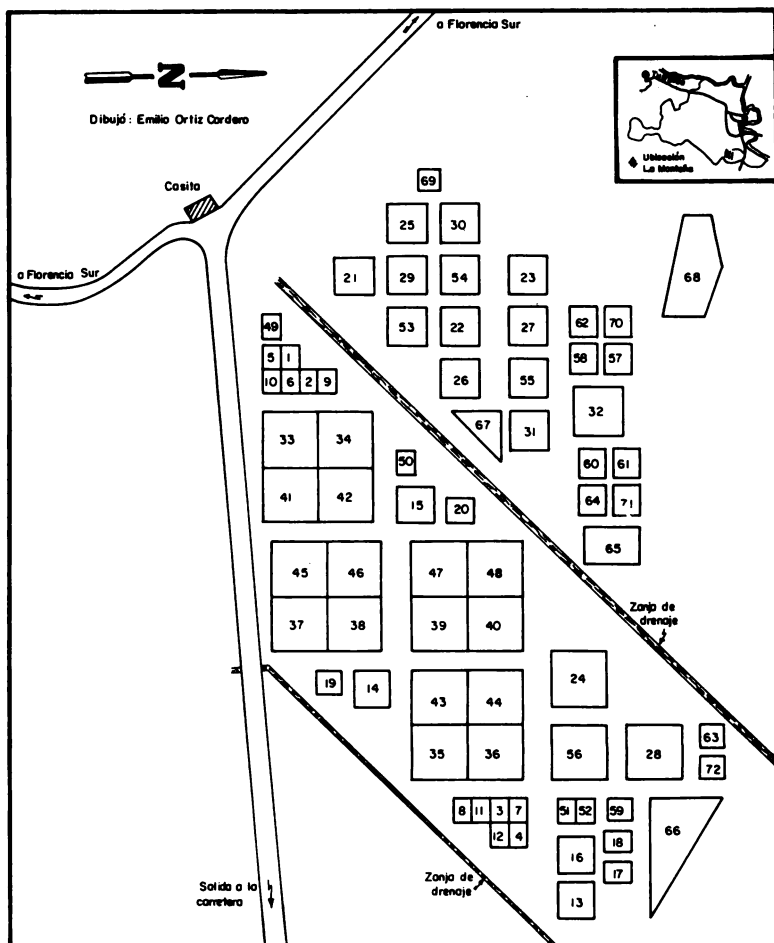 a Florencia Sur
N
Dibujó: Emilio Ortiz Cordero
Ubicación
La Montaña
Casita
69
25 30
68
a Florencia Sur
21 29 54 23
49
53 22 27 62 70
5 1
58 57
10 6 2 9
26 55
32
33 34
67 31
50
60 61
41 42
15 20
64 71
65
45 46 47 48
Zanja de
drenaje
37 38 39 40
19 14
24
43 44
63
35 36 56 28
72
8 11 3 7 51 52 59
12 4
66
18
16
17
13
Zanja de
drenaje
Salida a la
carretera